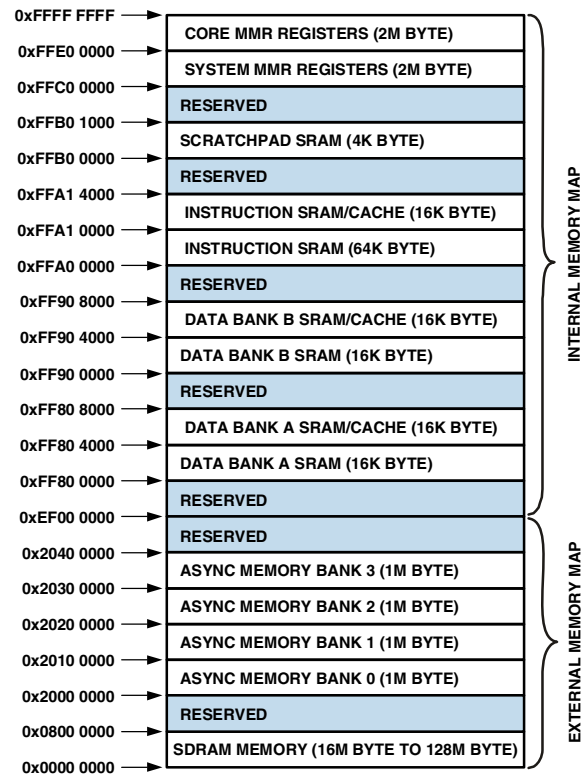 0xFFFF FFFF
CORE MMR REGISTERS (2M BYTE)
0xFFE0 0000
SYSTEM MMR REGISTERS (2M BYTE)
0xFFC0 0000
RESERVED
0xFFB0 1000
SCRATCHPAD SRAM (4K BYTE)
0xFFB0 0000
RESERVED
0xFFA1 4000
INSTRUCTION SRAM/CACHE (16K BYTE)
0xFFA1 0000
INSTRUCTION SRAM (64K BYTE)
0xFFA0 0000
RESERVED
0xFF90 8000
DATA BANK B SRAM/CACHE (16K BYTE)
0xFF90 4000
DATA BANK B SRAM (16K BYTE)
0xFF90 0000
RESERVED
0xFF80 8000
DATA BANK A SRAM/CACHE (16K BYTE)
0xFF80 4000
DATA BANK A SRAM (16K BYTE)
0xFF80 0000
RESERVED
0xEF00 0000
RESERVED
0x2040 0000
ASYNC MEMORY BANK 3 (1M BYTE)
0x2030 0000
ASYNC MEMORY BANK 2 (1M BYTE)
0x2020 0000
ASYNC MEMORY BANK 1 (1M BYTE)
0x2010 0000
ASYNC MEMORY BANK 0 (1M BYTE)
0x2000 0000
RESERVED
0x0800 0000
SDRAM MEMORY (16M BYTE TO 128M BYTE)
0x0000 0000
INTERNAL MEMORY MAP
EXTERNAL MEMORY MAP